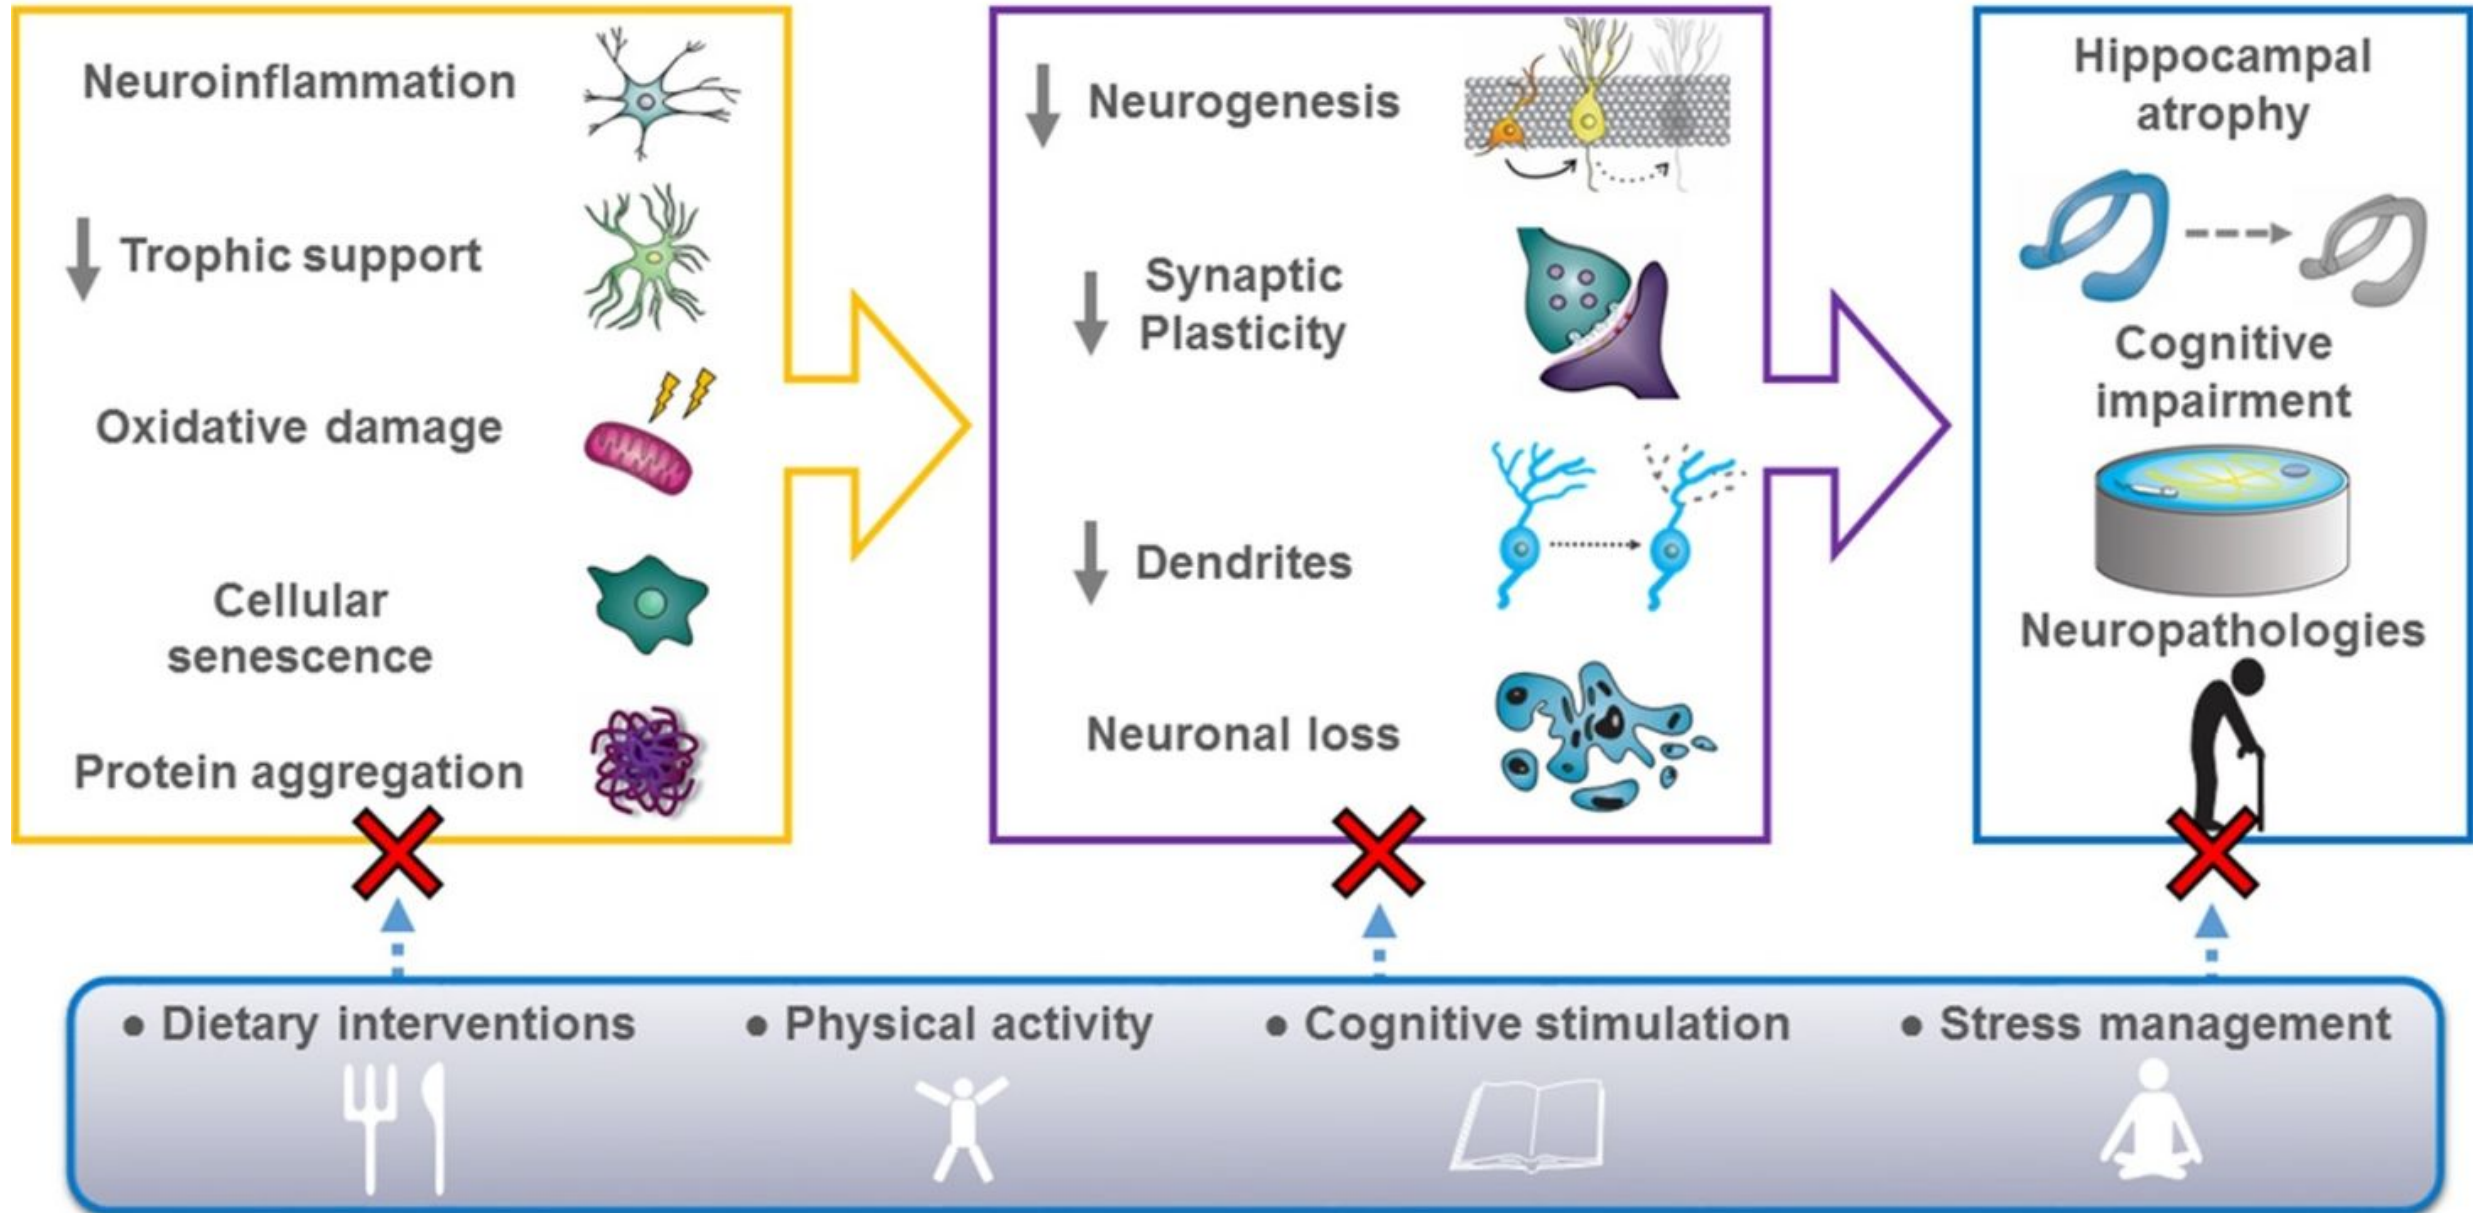 Neuroinflammation
Trophic support
Oxidative damage
Cellular
senescence
Protein aggregation
Neurogenesis
Synaptic
Plasticity
Dendrites
Neuronal loss
Hippocampal
atrophy
Cognitive
impairment
Neuropathologies
• Dietary interventions
• Physical activity
• Cognitive stimulation
• Stress management